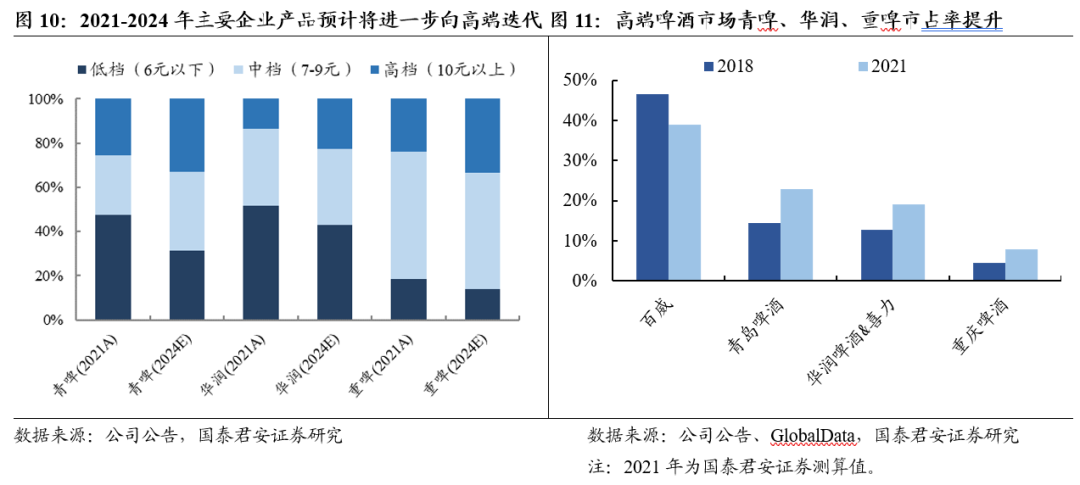 图 10：2021-2024 年主要企业产品预计将进一步向高端迭代
低档（6元以下） 中档（7-9元） 高档（10元以上）
100%
80%
60%
40%
20%
0%
青啤(2021A)
青啤(2024E)
华润(2021A)
华润(2024E)
重啤(2021A)
重啤(2024E)
数据来源：公司公告，国泰君安证券研究
图 11：高端啤酒市场青啤、华润、重啤市占率提升
2018 2021
50%
40%
30%
20%
10%
0%
百威
青岛啤酒
华润啤酒&喜力
重庆啤酒
数据来源：公司公告、GlobalData，国泰君安证券研究
注：2021 年为国泰君安证券测算值。